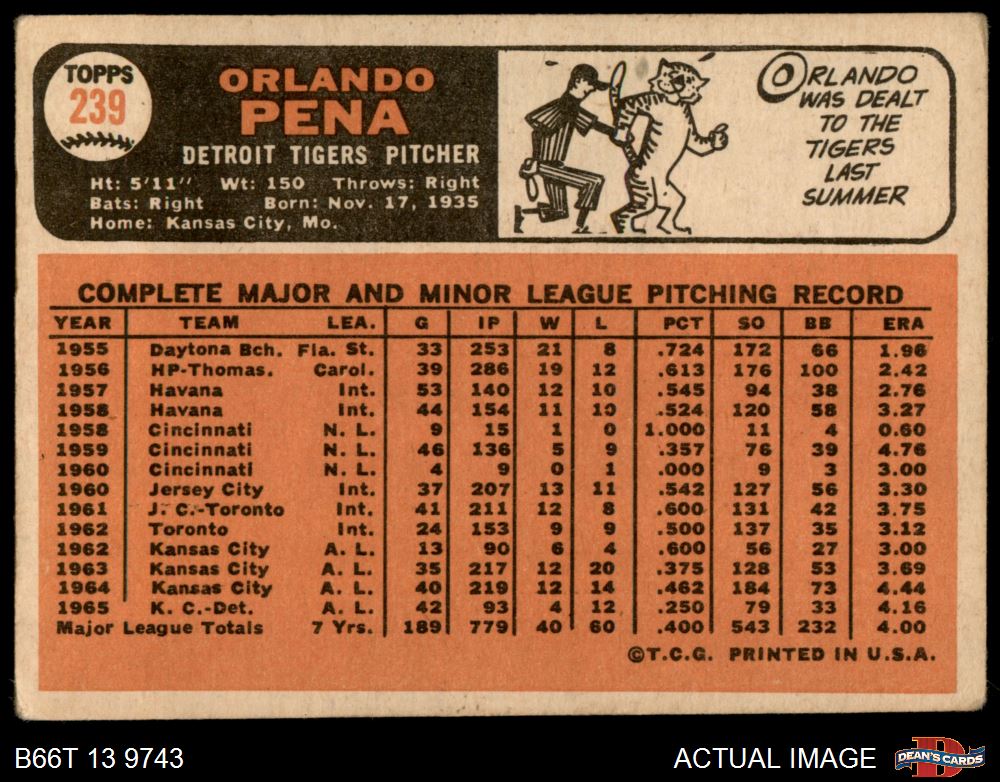 TOPPS
239
ORLANDO
PENA
DETROIT TIGERS PITCHER
Ht: 5'11" Wt: 150 Throws: Right
Bats: Right Born: Nov. 17, 1935
Home: Kansas City, Mo.
ORLANDO
WAS DEALT
TO THE
TIGERS
LAST
SUMMER
COMPLETE MAJOR AND MINOR LEAGUE PITCHING RECORD
YEAR TEAM LEA. G IP W L PCT SO BB ERA
1955 Daytona Bch. Fla. St. 33 253 21 8 .724 172 66 1.96
1956 HP-Thomas. Carol. 39 286 19 12 .613 176 100 2.42
1957 Havana Int. 53 140 12 10 .545 94 38 2.76
1958 Havana Int. 44 154 11 10 .524 120 58 3.27
1958 Cincinnati N. L. 9 15 1 0 1.000 11 4 0.60
1959 Cincinnati N. L. 46 136 5 9 .357 76 39 4.76
1960 Cincinnati N. L. 4 9 0 1 .000 9 3 3.00
1960 Jersey City Int. 37 207 13 11 .542 127 56 3.30
1961 J. C.-Toronto Int. 41 211 12 8 .600 131 42 3.75
1962 Toronto Int. 24 153 9 9 .500 137 35 3.12
1962 Kansas City A. L. 13 90 6 4 .600 56 27 3.00
1963 Kansas City A. L. 35 217 12 20 .375 128 53 3.69
1964 Kansas City A. L. 40 219 12 14 .462 184 73 4.44
1965 K. C.-Det. A. L. 42 93 4 12 .250 79 33 4.16
Major League Totals 7 Yrs. 189 779 40 60 .400 543 232 4.00
©T.C.G. PRINTED IN U.S.A.
B66T 13 9743
ACTUAL IMAGE
D
DEAN'S CARDS